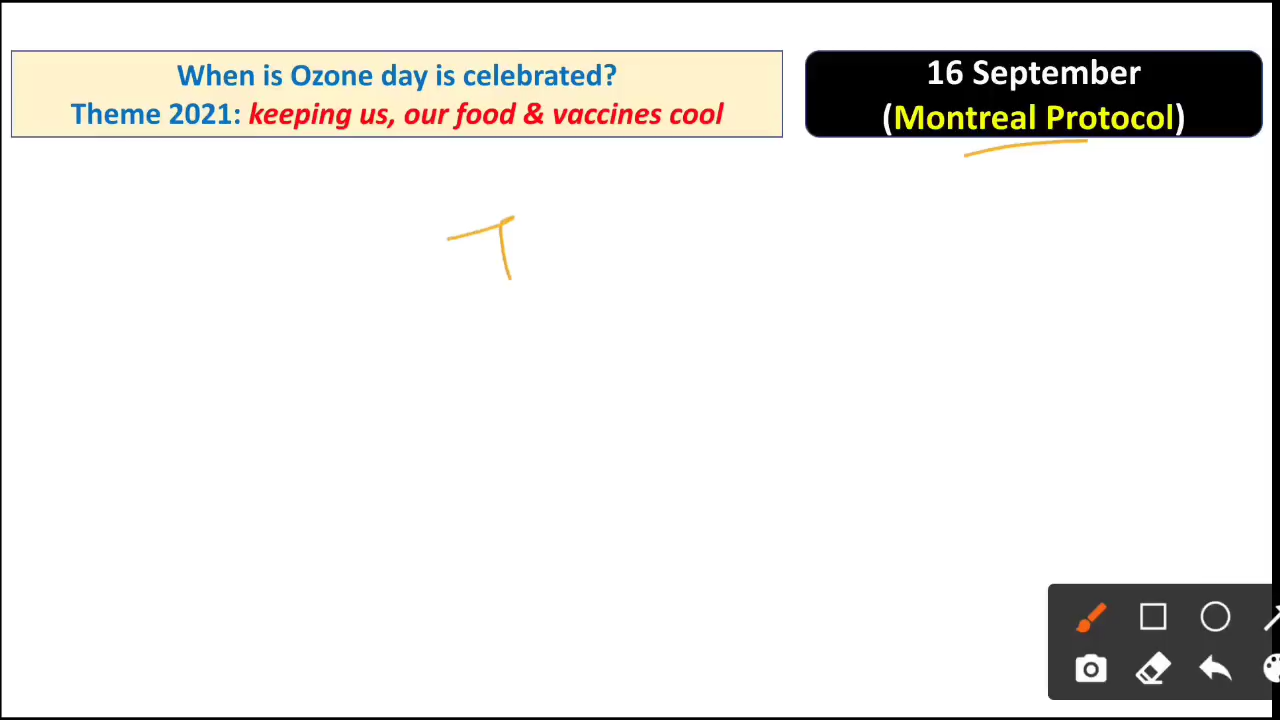 When is Ozone day is celebrated?
Theme 2021: keeping us, our food & vaccines cool
16 September
(Montreal Protocol)